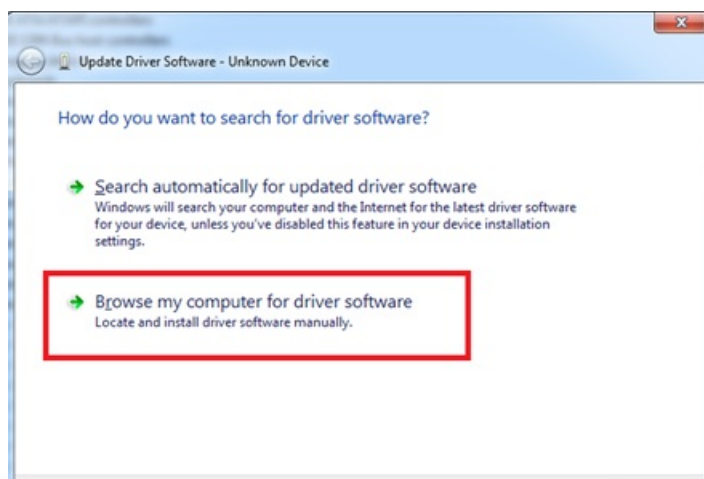 Update Driver Software - Unknown Device
How do you want to search for driver software?
Search automatically for updated driver software
Windows will search your computer and the Internet for the latest driver software
for your device, unless you've disabled this feature in your device installation
settings.
Browse my computer for driver software
Locate and install driver software manually.